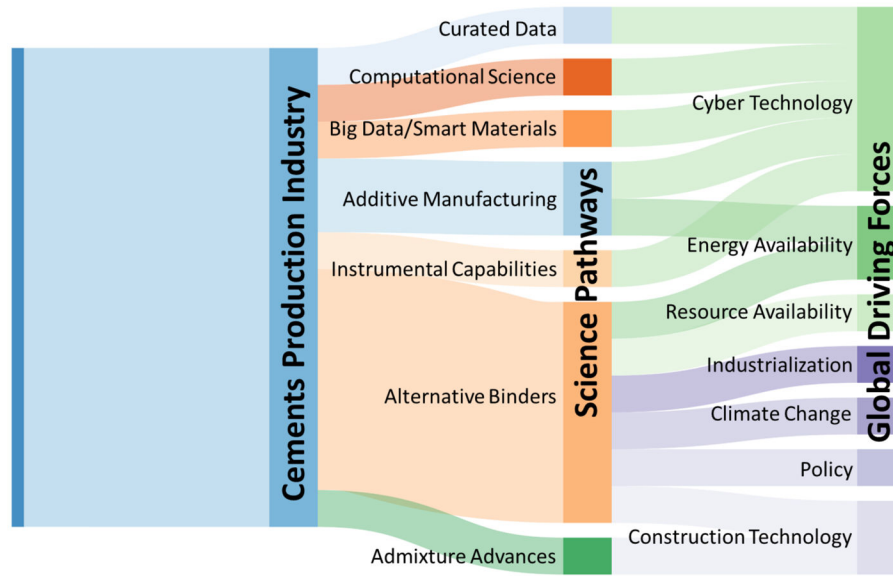 Cements Production Industry
Curated Data
Computational Science
Big Data/Smart Materials
Additive Manufacturing
Instrumental Capabilities
Alternative Binders
Admixture Advances
Science Pathways
Cyber Technology
Energy Availability
Resource Availability
Industrialization
Climate Change
Policy
Construction Technology
Global Driving Forces